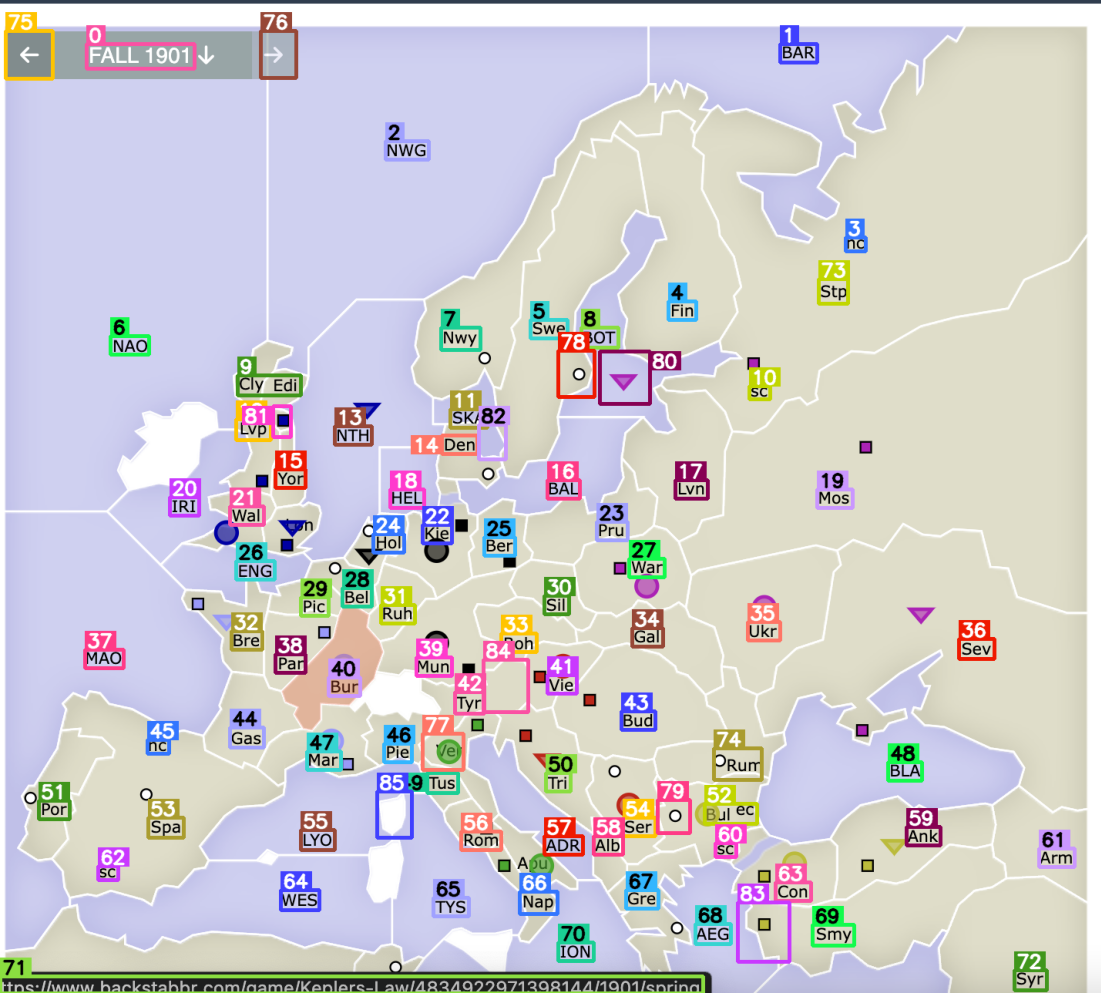 75
0
76
← FALL 1901 ↓ →
1
BAR
2
NWG
3
nc
73
Stp
4
Fin
5
Swe
8
BOT
6
NAO
7
Nwy
78
80
9
Cly Edi
10
sc
11
SKA
82
81
Lvp
13
NTH
14 Den
15
Yor
16
BAL
17
Lvn
18
HEL
19
Mos
20
IRI
21
Wal
22
Kie
23
Pru
24
Hol
25
Ber
26
ENG
27
War
28
Bel
29
Pic
30
Sil
31
Ruh
32
Bre
33
Boh
34
Gal
35
Ukr
36
Sev
37
MAO
38
Par
39
Mun
84
40
Bur
41
Vie
42
Tyr
43
Bud
44
Gas
45
nc
46
Pie
77
Ven
47
Mar
74
Rum
48
BLA
85
Tus
50
Tri
51
Por
53
Spa
79
52
Bul ec
54
Ser
55
LYO
56
Rom
57
ADR
58
Alb
59
Ank
60
sc
61
Arm
62
sc
Apu
63
Con
64
WES
65
TYS
66
Nap
67
Gre
83
68
AEG
69
Smy
70
ION
71
72
Syr
ttps://www.backstabbr.com/game/Keplers-Law/4834922971398144/1901/spring